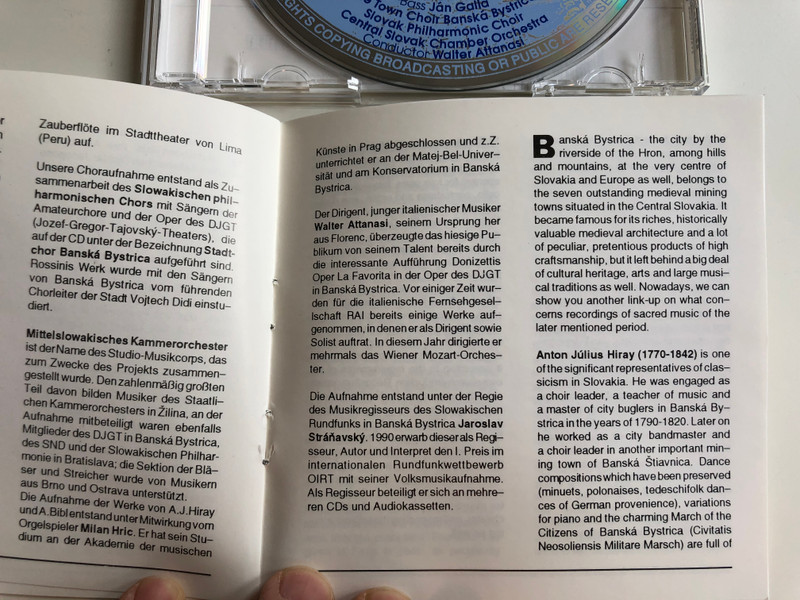 Bass Ján Galla
Town Choir Banská Bystrica
Slovak Philharmonic Choir
Central Slovak Chamber Orchestra
Conductor Walter Attanasi
RIGHTS COPYING BROADCASTING OR PUBLIC
Zauberflöte im Stadttheater von Lima
(Peru) auf.
Unsere Choraufnahme entstand als Zu-
sammenarbeit des Slowakischen phil-
harmonischen Chors mit Sängern der
Amateurchore und der Oper des DJGT
(Jozef-Gregor-Tajovský-Theaters), die
auf der CD unter der Bezeichnung Stadt-
chor Banská Bystrica aufgeführt sind.
Rossinis Werk wurde mit den Sängern
von Banská Bystrica vom führenden
Chorleiter der Stadt Vojtech Didi einstu-
diert.
Mittelslowakisches Kammerorchester
ist der Name des Studio-Musikcorps, das
zum Zwecke des Projekts zusammen-
gestellt wurde. Den zahlenmäßig großten
Teil davon bilden Musiker des Staatli-
chen Kammerorchesters in Žilina, an der
Aufnahme mitbeteiligt waren ebenfalls
Mitglieder des DJGT in Banská Bystrica,
des SND und der Slowakischen Philhar-
monie in Bratislava; die Sektion der Blä-
ser und Streicher wurde von Musikern
aus Brno und Ostrava unterstützt.
Die Aufnahme der Werke von A.J.Hiray
und A.Bibl entstand unter Mitwirkung vom
Orgelspieler Milan Hric. Er hat sein Stu-
dium an der Akademie der musischen
Künste in Prag abgeschlossen und z.Z.
unterrichtet er an der Matej-Bel-Univer-
sität und am Konservatorium in Banská
Bystrica.
Der Dirigent, junger italienischer Musiker
Walter Attanasi, seinem Ursprung her
aus Florenc, überzeugte das hiesige Pu-
blikum von seinem Talent bereits durch
die interessante Aufführung Donizettis
Oper La Favorita in der Oper des DJGT
in Banská Bystrica. Vor einiger Zeit wur-
den für die italienische Fernsehgesel-
lschaft RAI bereits einige Werke auf-
genommen, in denen er als Dirigent sowie
Solist auftrat. In diesem Jahr dirigierte er
mehrmals das Wiener Mozart-Orches-
ter.
Die Aufnahme entstand unter der Regie
des Musikregisseurs des Slowakischen
Rundfunks in Banská Bystrica Jaroslav
Stráňavský. 1990 erwarb dieser als Regi-
sseur, Autor und Interpret den I. Preis im
internationalen Rundfunkwettbewerb
OIRT mit seiner Volksmusikaufnahme.
Als Regisseur beteiligt er sich an mehre-
ren CDs und Audiokassetten.
Banská Bystrica - the city by the
riverside of the Hron, among hills
and mountains, at the very centre of
Slovakia and Europe as well, belongs to
the seven outstanding medieval mining
towns situated in the Central Slovakia. It
became famous for its riches, historically
valuable medieval architecture and a lot
of peculiar, pretentious products of high
craftsmanship, but it left behind a big deal
of cultural heritage, arts and large musi-
cal traditions as well. Nowadays, we can
show you another link-up on what con-
cerns recordings of sacred music of the
later mentioned period.
Anton Július Hiray (1770-1842) is one
of the significant representatives of clas-
sicism in Slovakia. He was engaged as
a choir leader, a teacher of music and
a master of city buglers in Banská By-
strica in the years of 1790-1820. Later on
he worked as a city bandmaster and
a choir leader in another important min-
ing town of Banská Štiavnica. Dance
compositions which have been preserved
(minuets, polonaises, tedeschifolk dan-
ces of German provenience), variations
for piano and the charming March of the
Citizens of Banská Bystrica (Civitatis
Neosoliensis Militare Marsch) are full of